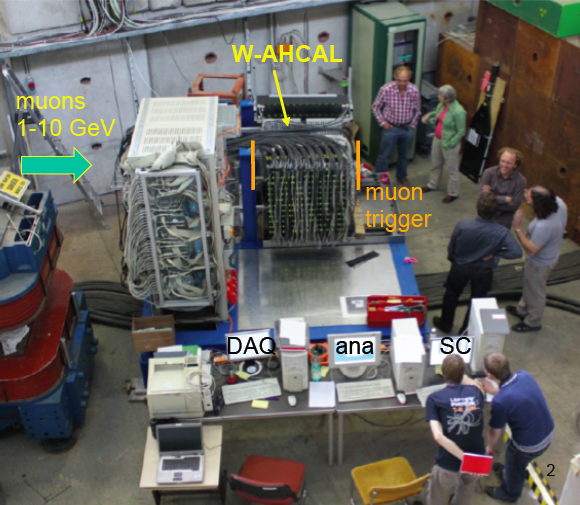 W-AHCAL
muons
1-10 GeV
muon
trigger
DAQ
ana
SC
2